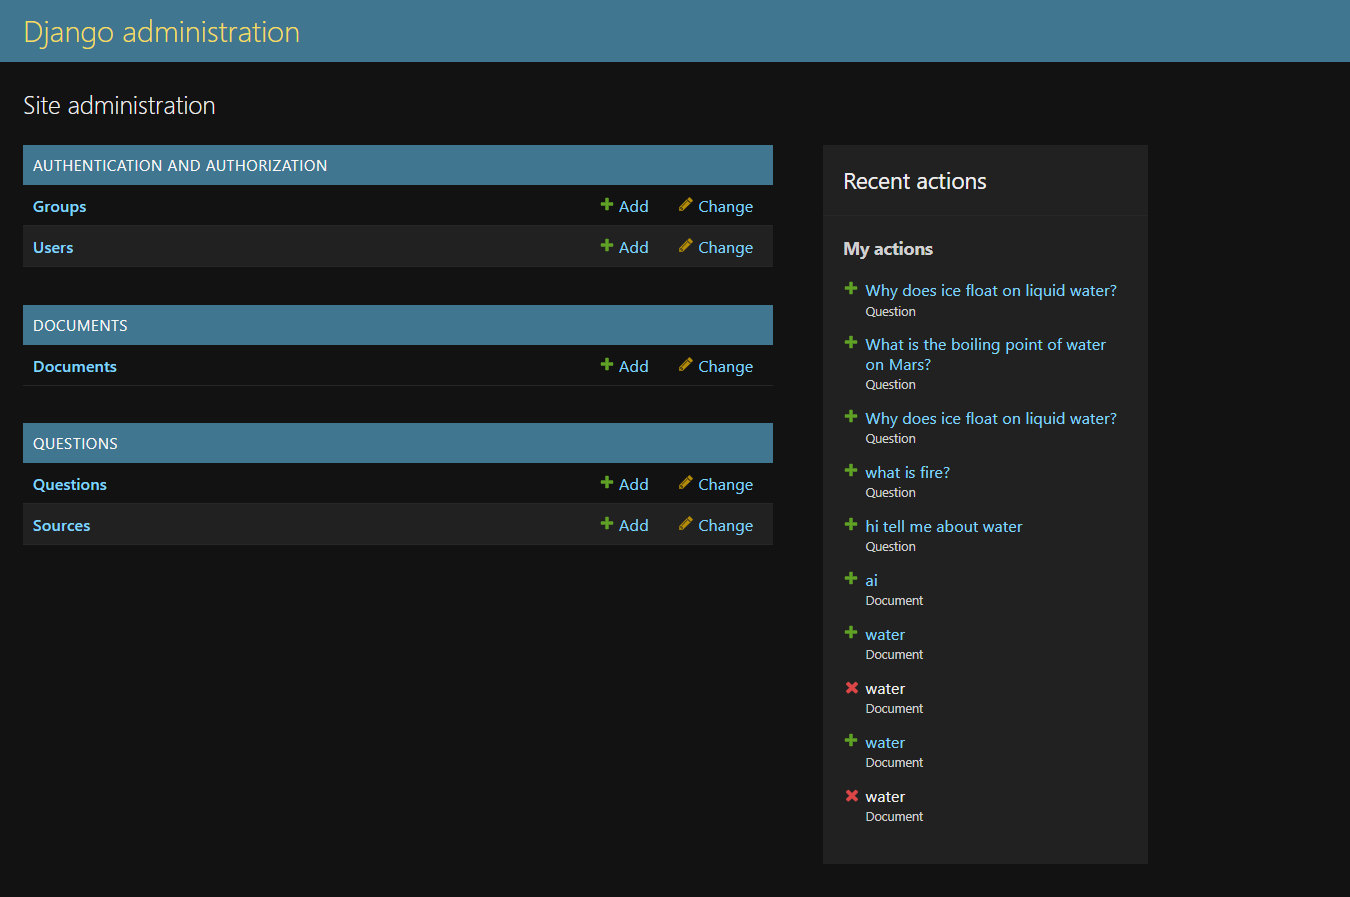 Django administration
Site administration
AUTHENTICATION AND AUTHORIZATION
Groups Add Change
Users Add Change
DOCUMENTS
Documents Add Change
QUESTIONS
Questions Add Change
Sources Add Change
Recent actions
My actions
Why does ice float on liquid water?
Question
What is the boiling point of water
on Mars?
Question
Why does ice float on liquid water?
Question
what is fire?
Question
hi tell me about water
Question
ai
Document
water
Document
water
Document
water
Document
water
Document